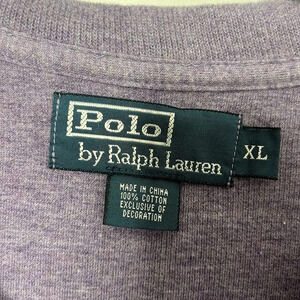 Polo
by Ralph Lauren
XL
MADE IN CHINA
100% COTTON
EXCLUSIVE OF
DECORATION